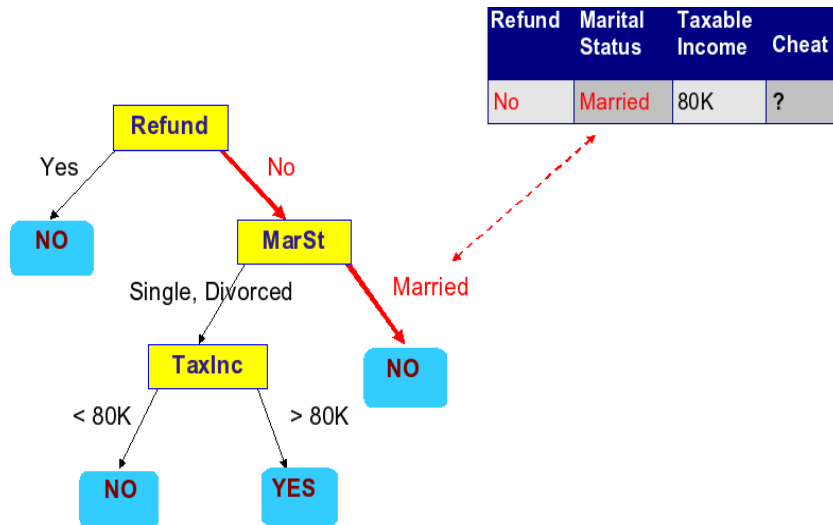 Refund Marital Status Taxable Income Cheat
No Married 80K ?
Refund
Yes No
NO MarSt
Single, Divorced Married
TaxInc NO
< 80K > 80K
NO YES